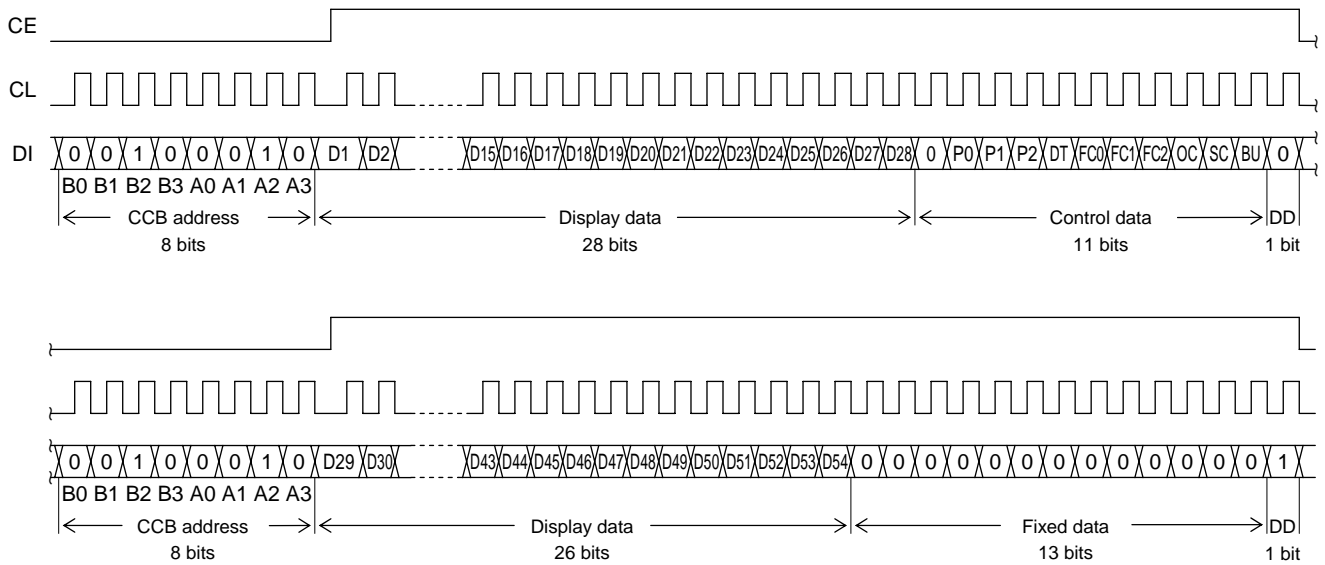 CE
CL
DI 0 0 1 0 0 0 1 0 D1 D2 D15 D16 D17 D18 D19 D20 D21 D22 D23 D24 D25 D26 D27 D28 0 P0 P1 P2 DT FC0 FC1 FC2 OC SC BU 0
B0 B1 B2 B3 A0 A1 A2 A3
CCB address Display data Control data DD
8 bits 28 bits 11 bits 1 bit
0 0 1 0 0 0 1 0 D29 D30 D43 D44 D45 D46 D47 D48 D49 D50 D51 D52 D53 D54 0 0 0 0 0 0 0 0 0 0 0 0 0 1
B0 B1 B2 B3 A0 A1 A2 A3
CCB address Display data Fixed data DD
8 bits 26 bits 13 bits 1 bit